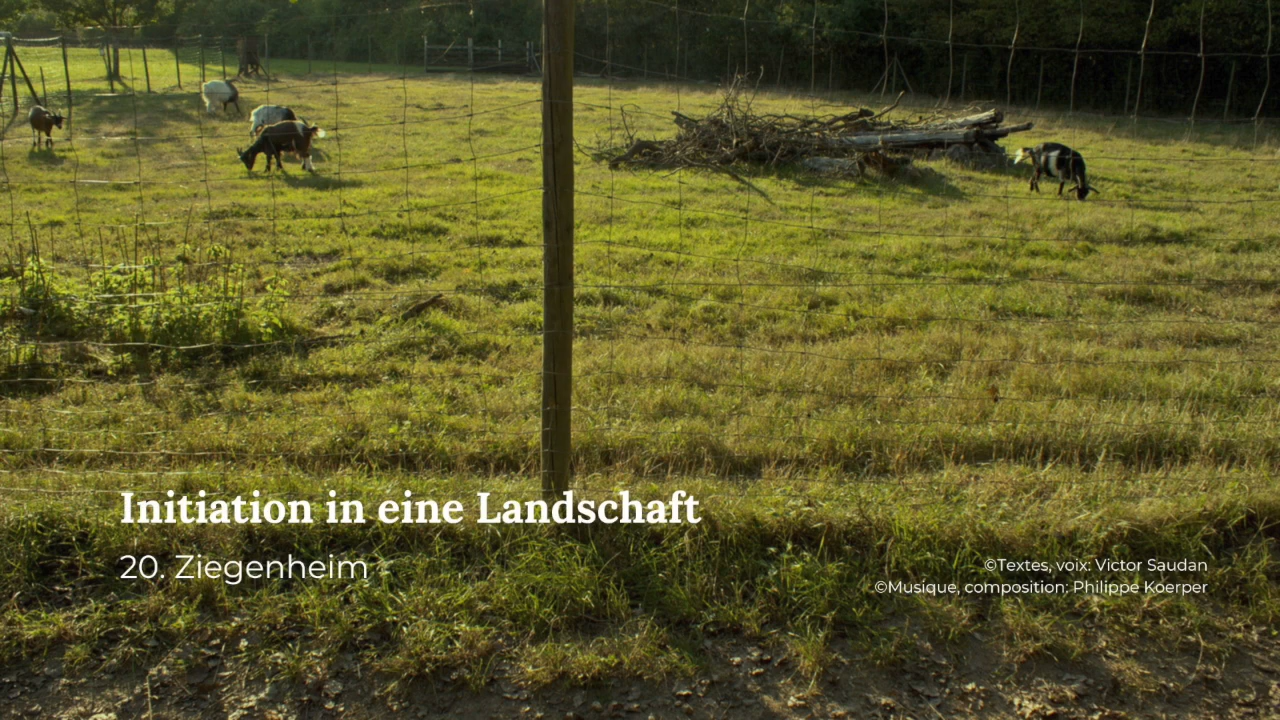 Initiation in eine Landschaft
20. Ziegenheim
©Textes, voix: Victor Saudan
©Musique, composition: Philippe Koerper